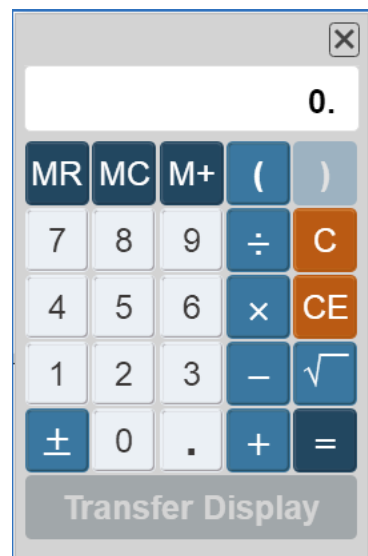 0.
MR MC M+ ( )
7 8 9 ÷ C
4 5 6 × CE
1 2 3 − √
± 0 . + =
Transfer Display